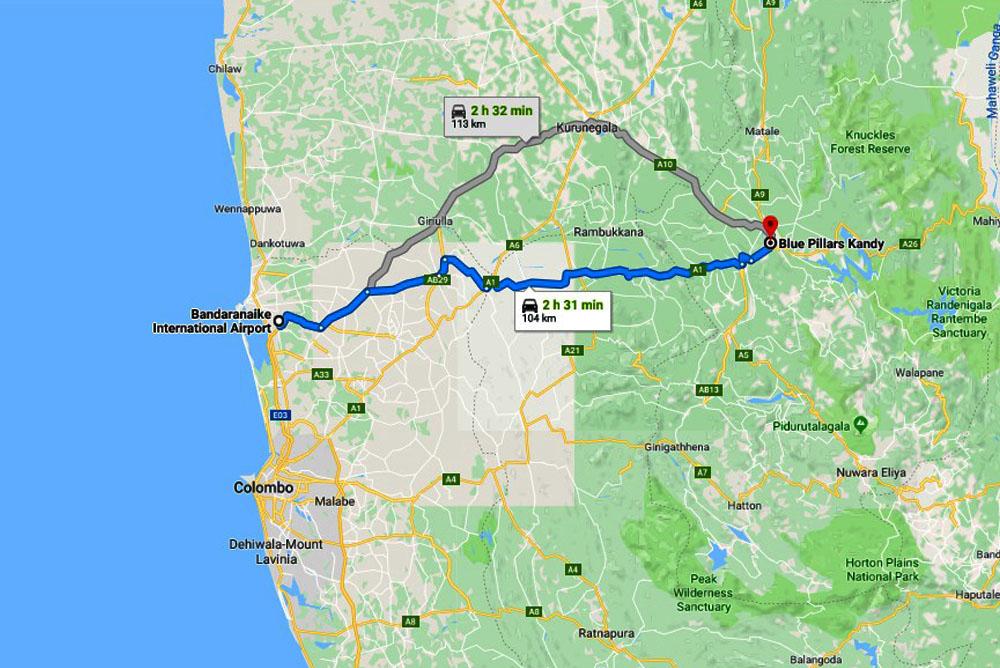 A6
A9
Mahaweli Ganga
Chilaw
2 h 32 min
113 km
Kurunegala
Matale
Knuckles
Forest Reserve
A10
A9
Wennappuwa
Giriulla
Rambukkana
Mahiy
Dankotuwa
A6
Blue Pillars Kandy
A26
AB29
A1
A1
Bandaranaike
International Airport
2 h 31 min
104 km
Victoria
Randenigala
Rantembe
Sanctuary
A21
A5
A33
Walapane
AB13
A1
E03
Pidurutalagala
Ginigathhena
A7
Nuwara Eliya
A4
Colombo
Malabe
Hatton
Dehiwala-Mount
Lavinia
Band
Horton Plains
National Park
A4
Peak
Wilderness
Sanctuary
Haputale
A8
A8
Ratnapura
Balangoda